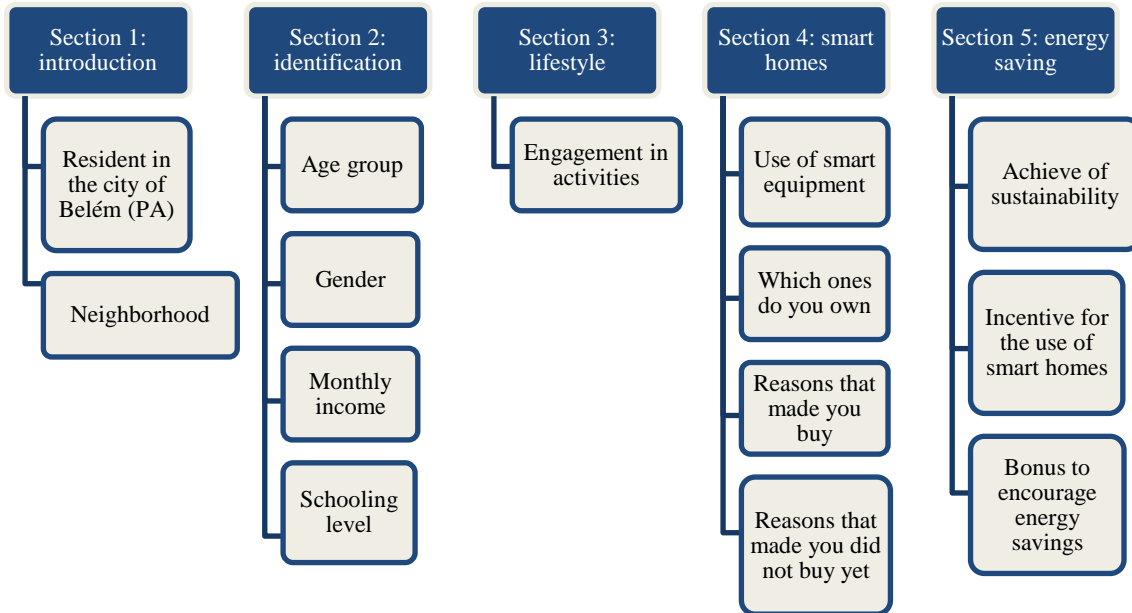 Section 1:
introduction
Resident in
the city of
Belém (PA)
Neighborhood
Section 2:
identification
Age group
Gender
Monthly
income
Schooling
level
Section 3:
lifestyle
Engagement in
activities
Section 4: smart
homes
Use of smart
equipment
Which ones
do you own
Reasons that
made you
buy
Reasons that
made you did
not buy yet
Section 5: energy
saving
Achieve of
sustainability
Incentive for
the use of
smart homes
Bonus to
encourage
energy
savings